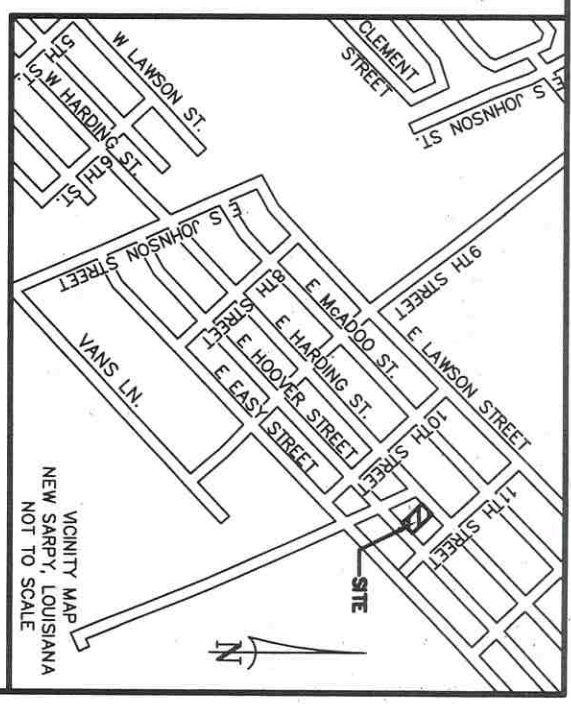 CLEMENT
STREET
E S JOHNSON ST.
W LAWSON ST.
5TH
ST.
W HARDING ST.
6TH
ST.
9TH STREET
E LAWSON STREET
E McADOO ST.
8TH
STREET
E HARDING ST.
E HOOVER STREET
E EASY STREET
E S JOHNSON STREET
10TH STREET
11TH STREET
VANS LN.
SITE
VICINITY MAP
NEW SARPY, LOUISIANA
NOT TO SCALE
N